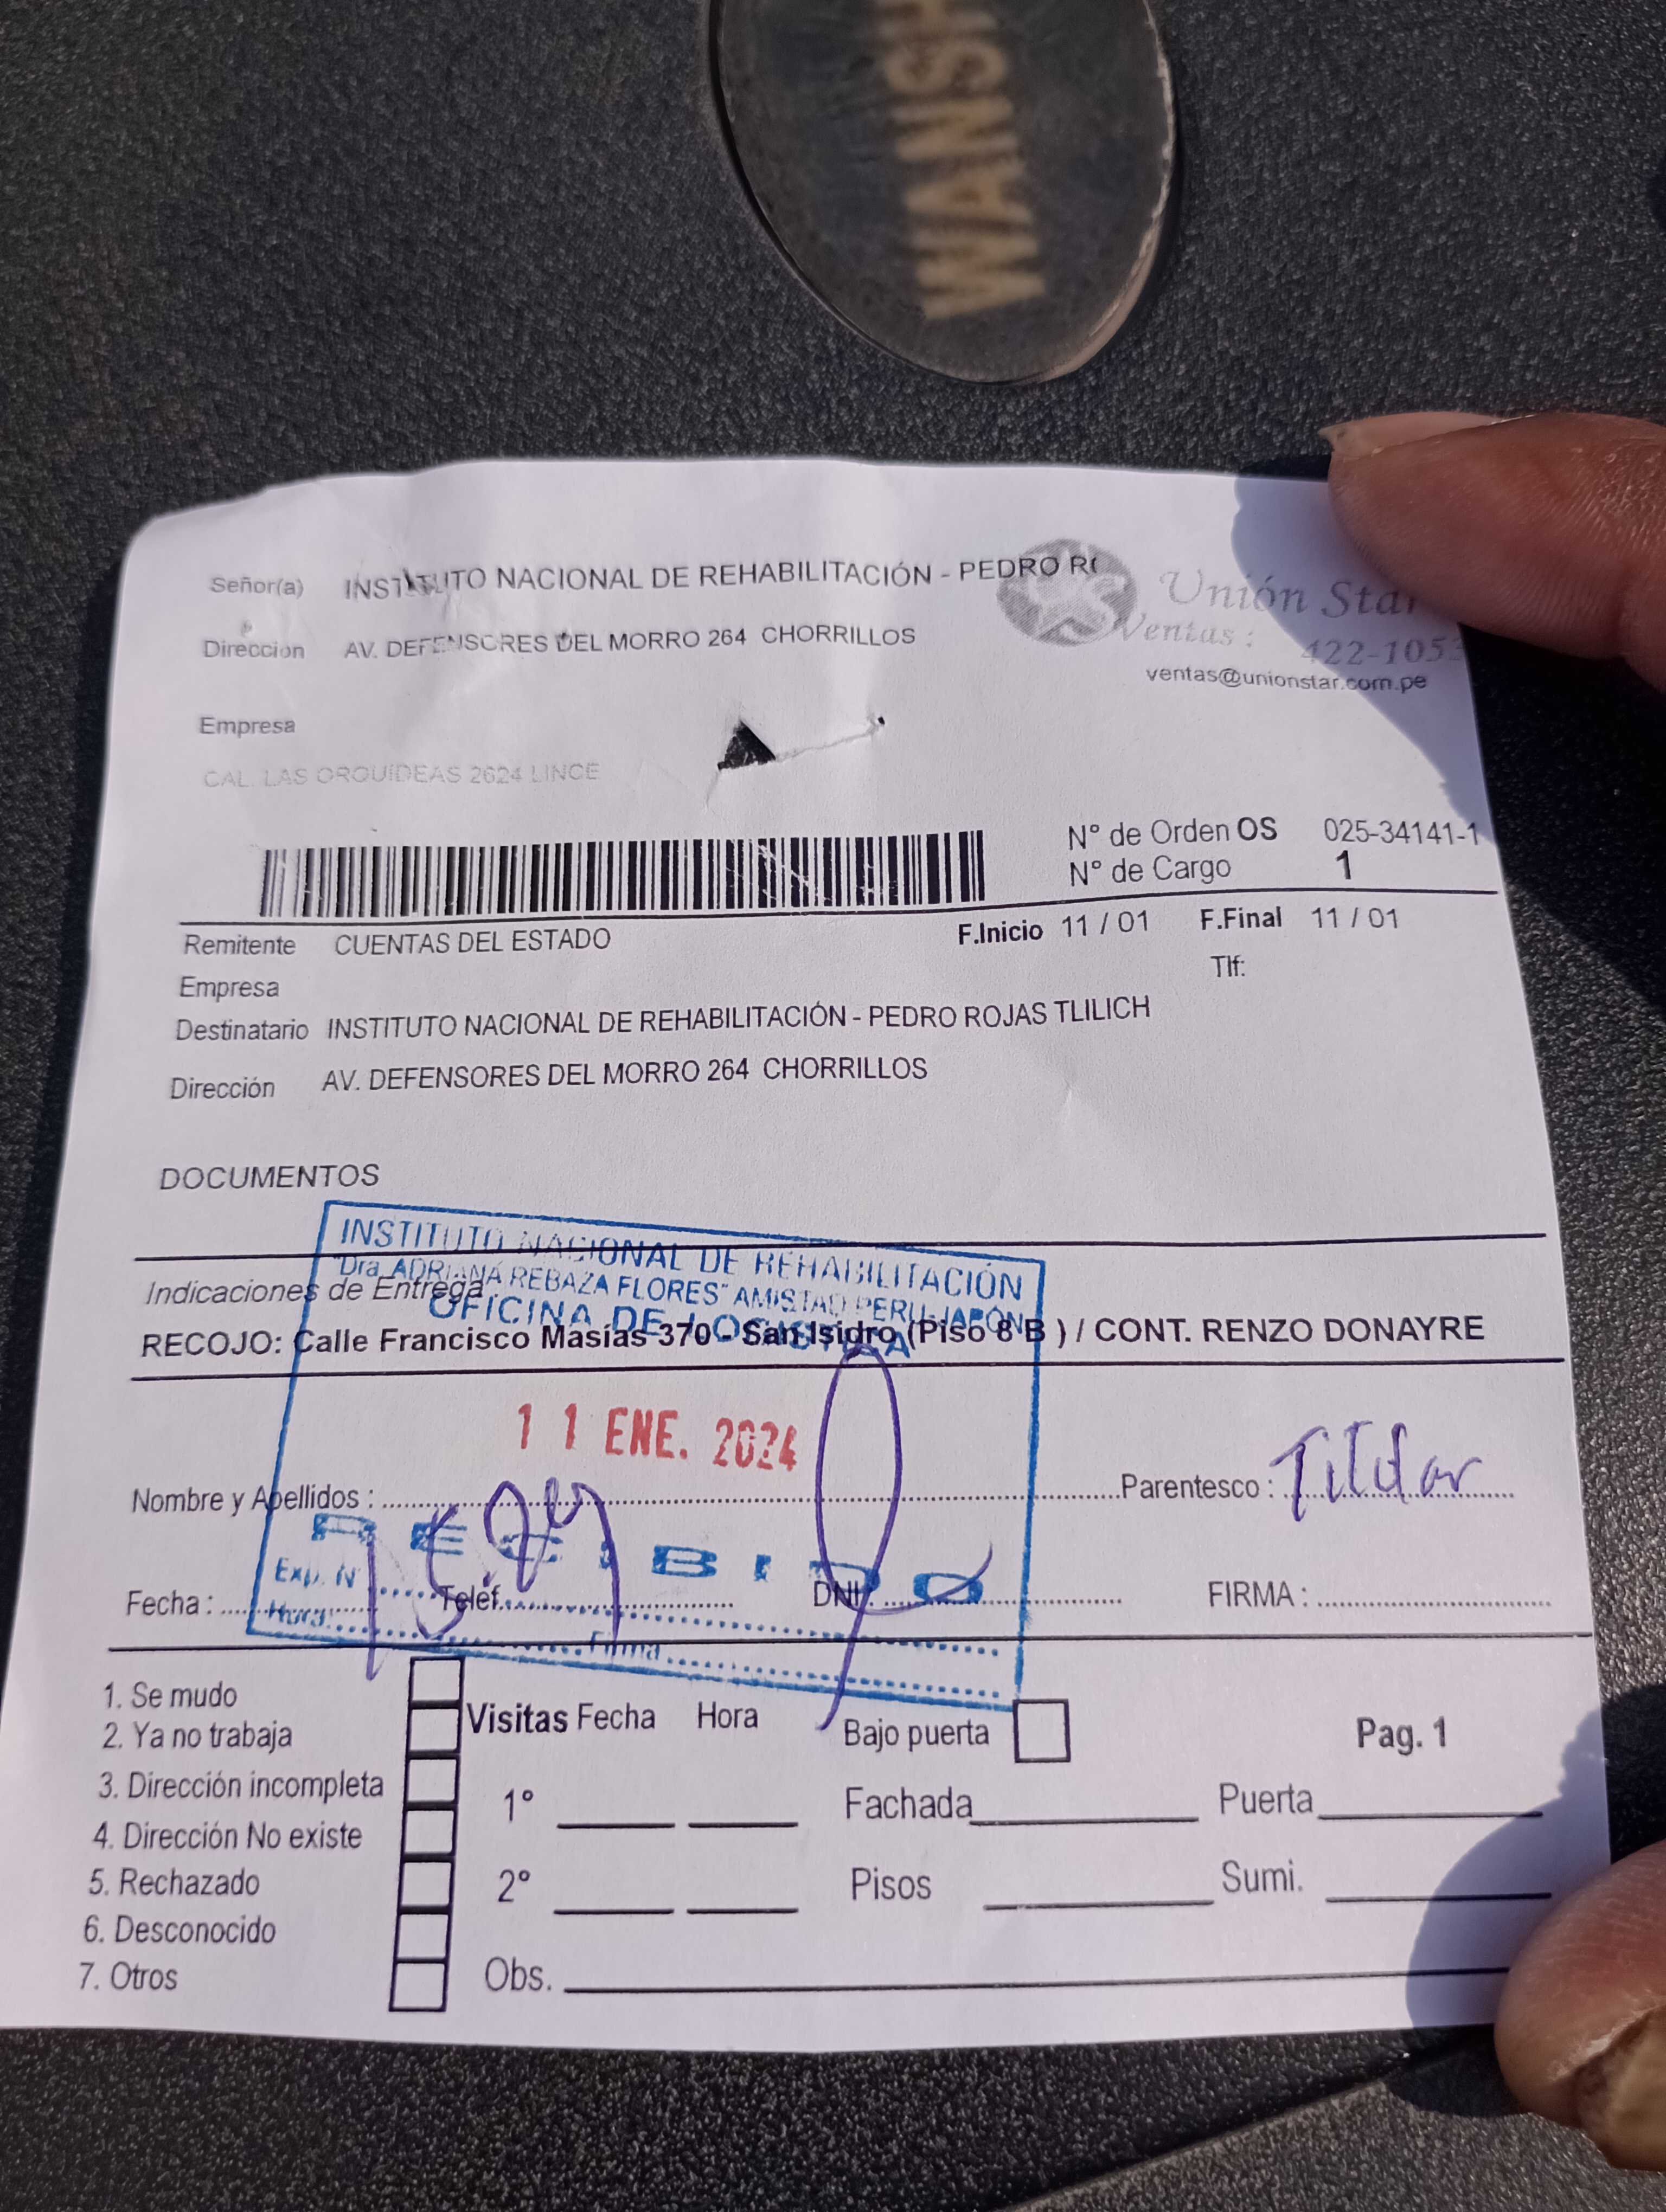 WANSH
Señor(a) INSTITUTO NACIONAL DE REHABILITACIÓN - PEDRO RO
Unión Star
Dirección AV. DEFENSORES DEL MORRO 264 CHORRILLOS
Ventas : 422-1053
ventas@unionstar.com.pe
Empresa
CAL. LAS ORQUIDEAS 2624 LINCE
N° de Orden OS 025-34141-1
N° de Cargo 1
Remitente CUENTAS DEL ESTADO F.Inicio 11 / 01 F.Final 11 / 01
Empresa Tlf:
Destinatario INSTITUTO NACIONAL DE REHABILITACIÓN - PEDRO ROJAS TLILICH
Dirección AV. DEFENSORES DEL MORRO 264 CHORRILLOS
DOCUMENTOS
INSTITUTO NACIONAL DE REHABILITACIÓN
"Dra. ADRIANA REBAZA FLORES" AMISTAD PERU-JAPÓN
Indicaciones de Entrega
OFICINA DE LOGISTICA
RECOJO: Calle Francisco Masías 370 - San Isidro (Piso 8 B ) / CONT. RENZO DONAYRE
11 ENE. 2024
Nombre y Apellidos : Parentesco :
RECIBIDO
Exp. N
Fecha : Teléf. DNI : FIRMA :
Hora:
Firma
1. Se mudo
2. Ya no trabaja
3. Dirección incompleta
4. Dirección No existe
5. Rechazado
6. Desconocido
7. Otros
Visitas Fecha Hora
1°
2°
Obs.
Bajo puerta
Pag. 1
Fachada Puerta
Pisos Sumi.